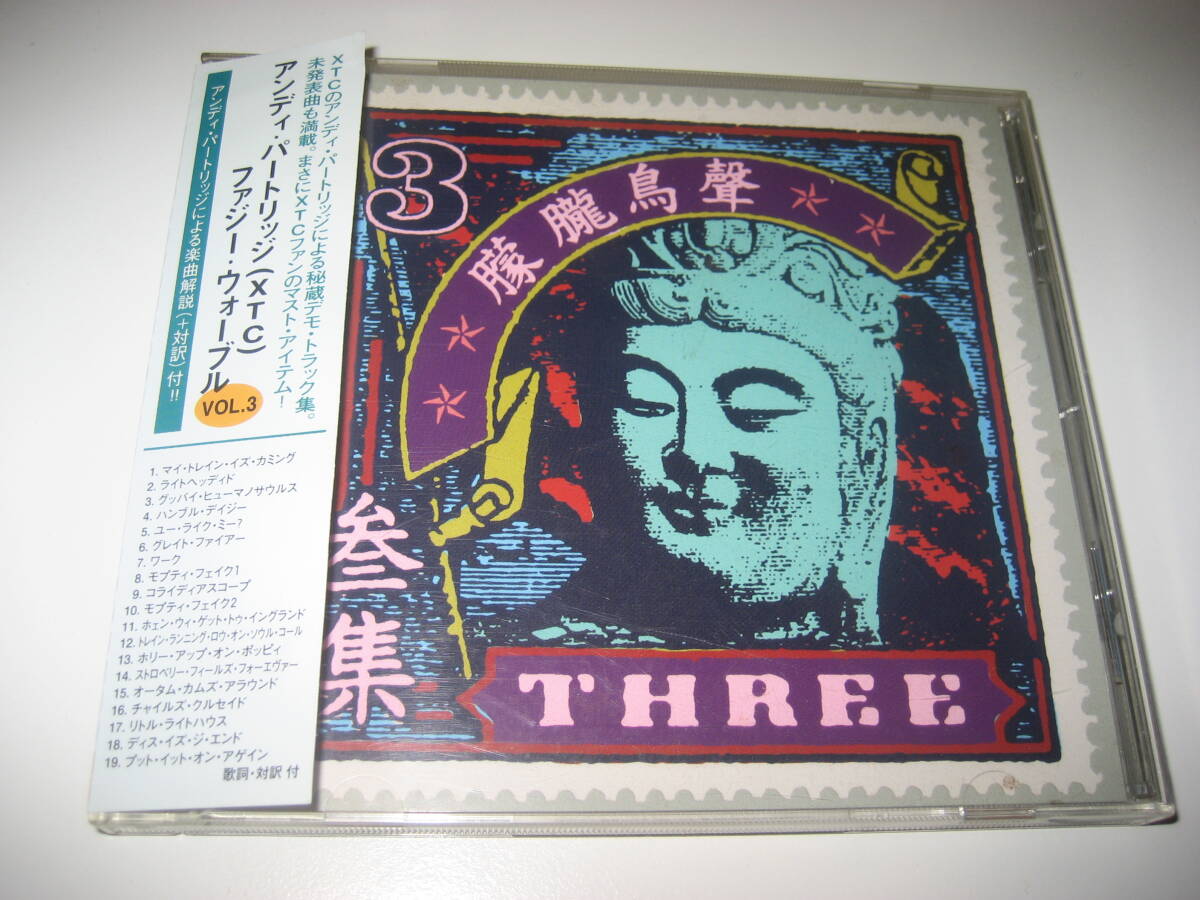 XTCのアンディ・パートリッジによる秘蔵デモ・トラック集。
未発表曲も満載。まさにXTCファンのマスト・アイテム!
アンディ・パートリッジ(XTC)
ファジー・ウォーブル
VOL.3
アンディ・パートリッジによる楽曲解説(+対訳)付!!
1. マイ・トレイン・イズ・カミング
2. ライトヘッディド
3. グッバイ・ヒューマノサウルス
4. ハンブル・デイジー
5. ユー・ライク・ミー?
6. グレイト・ファイアー
7. ワーク
8. モプティ・フェイク1
9. コライディアスコープ
10. モプティ・フェイク2
11. ホェン・ウィ・ゲット・トゥ・イングランド
12. トレイン・ランニング・ロウ・オン・ソウル・コール
13. ホリー・アップ・オン・ポッピィ
14. ストロベリー・フィールズ・フォーエヴァー
15. オータム・カムズ・アラウンド
16. チャイルズ・クルセイド
17. リトル・ライトハウス
18. ディス・イズ・ジ・エンド
19. プット・イット・オン・アゲイン
歌詞・対訳 付
3
朦朧鳥聲
叁集
THREE